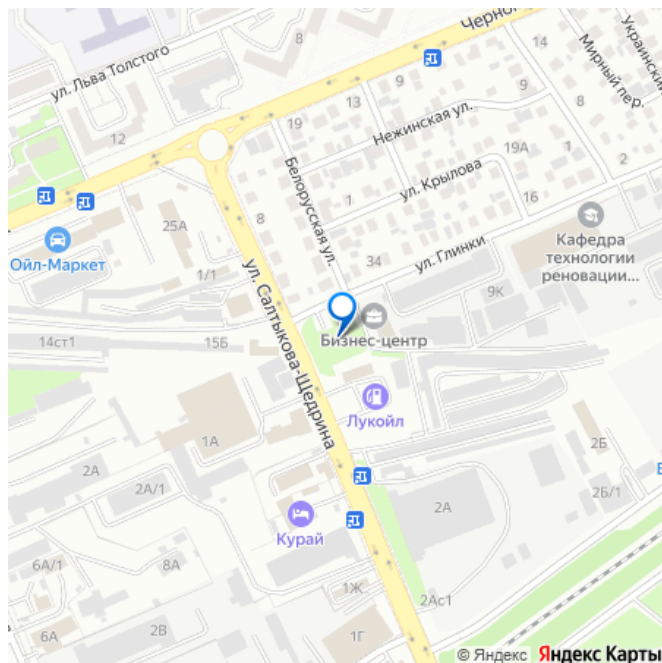 Черно
8
14
Украинский
Мирный пер.
ул. Льва Толстого
13
9
9
8
12
19
Нежинская ул.
19А
1
2
Белорусская ул.
1
ул. Крылова
16
25А
8
Ойл-Маркет
34
ул. Глинки
Кафедра
технологии
реновации...
1/1
ул. Салтыкова-Щедрина
9К
14ст1
15Б
Бизнес-центр
Лукойл
1А
2Б
2А
2А/1
2Б/1
В
2А
Курай
6А/1
8А
1Ж
2Ас1
6А
2В
1Г
© Яндекс Яндекс Карты